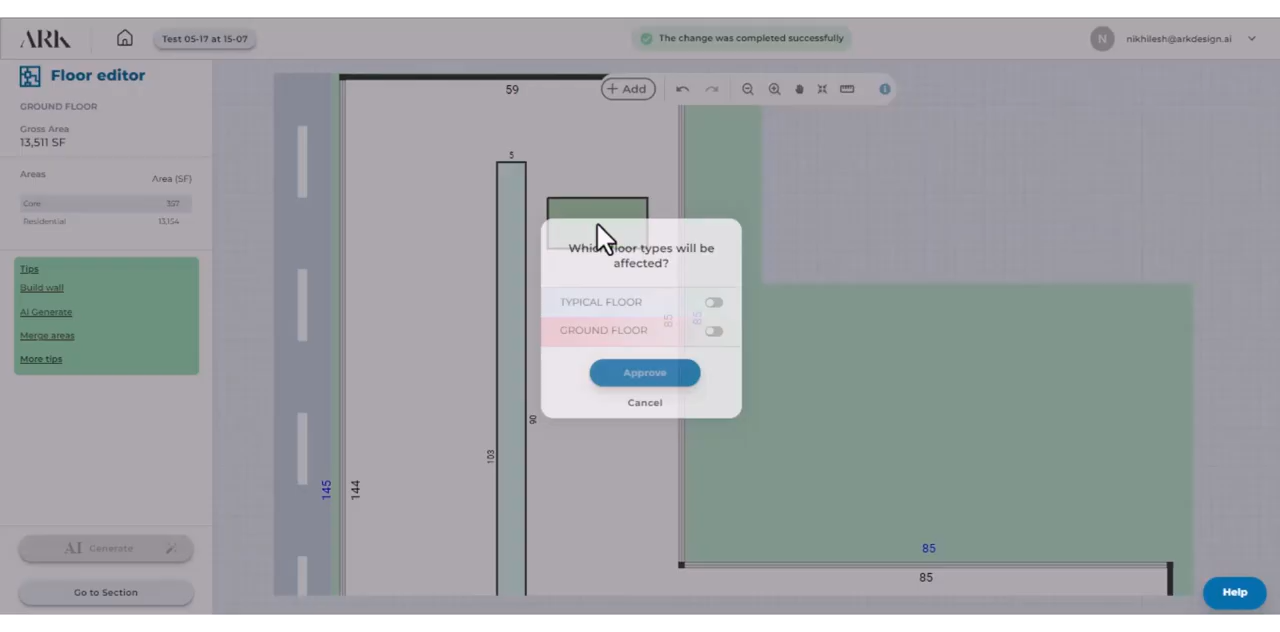 ARK
Test 05-17 at 15-07
The change was completed successfully
N
nikhilesh@arkdesign.ai
Floor editor
GROUND FLOOR
Gross Area
13,511 SF
Areas
Area (SF)
Core
357
Residential
13,154
Tips
Build wall
AI Generate
Merge areas
More tips
AI Generate
Go to Section
59
+ Add
5
Which floor types will be
affected?
TYPICAL FLOOR
85
85
GROUND FLOOR
Approve
Cancel
90
103
145
144
85
85
Help